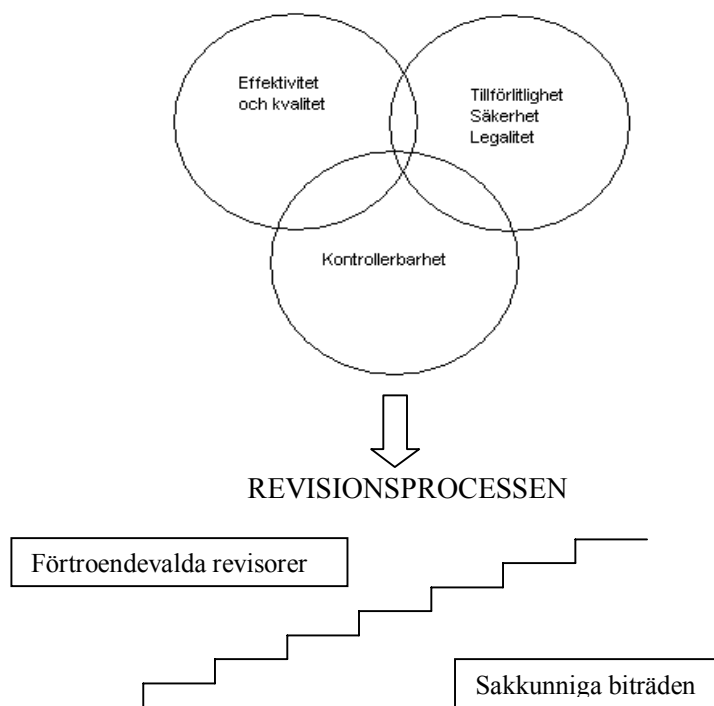 Effektivitet
och kvalitet
Tillförlitlighet
Säkerhet
Legalitet
Kontrollerbarhet
REVISIONSPROCESSEN
Förtroendevalda revisorer
Sakkunniga biträden